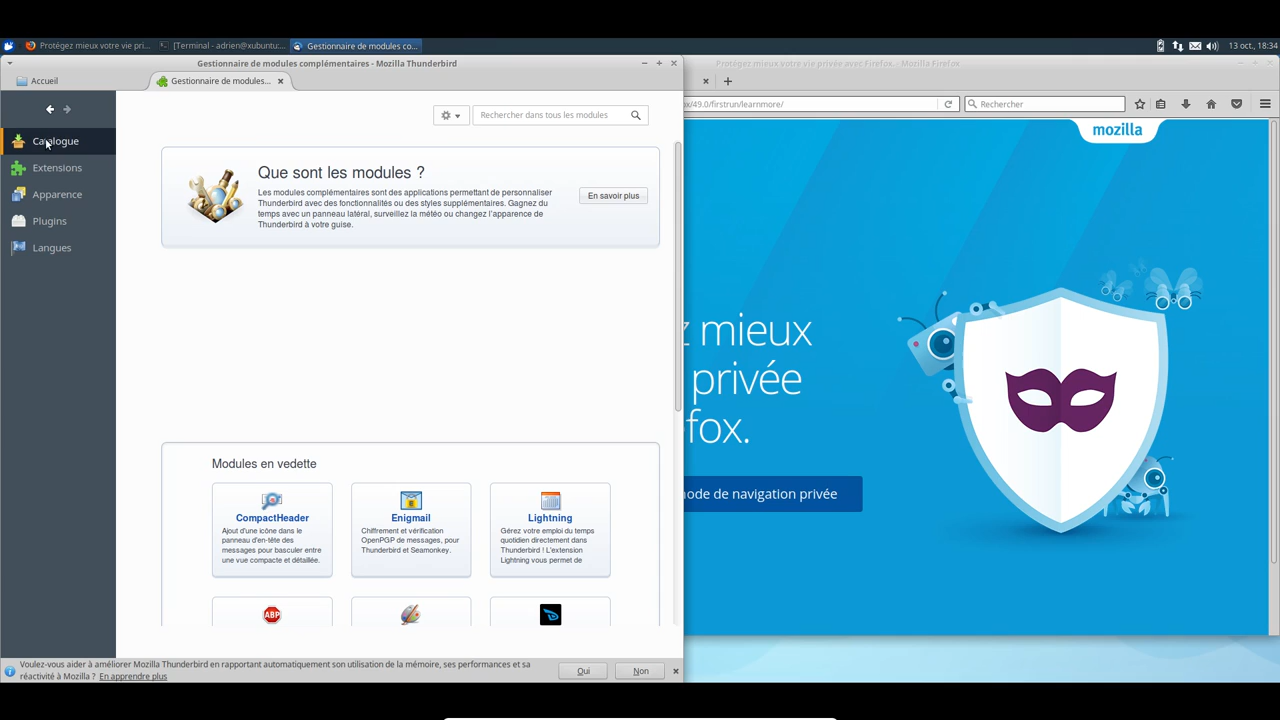 Protégez mieux votre vie pri...
[Terminal - adrien@xubuntu:...
Gestionnaire de modules co...
13 oct., 18:34
Gestionnaire de modules complémentaires - Mozilla Thunderbird
Protégez mieux votre vie privée avec Firefox. - Mozilla Firefox
Accueil
Gestionnaire de modules...
ox/49.0/firstrun/learnmore/
Rechercher
Catalogue
Extensions
Apparence
Plugins
Langues
Rechercher dans tous les modules
Que sont les modules ?
Les modules complémentaires sont des applications permettant de personnaliser
Thunderbird avec des fonctionnalités ou des styles supplémentaires. Gagnez du
temps avec un panneau latéral, surveillez la météo ou changez l'apparence de
Thunderbird à votre guise.
En savoir plus
Modules en vedette
CompactHeader
Ajout d'une icône dans le
panneau d'en-tête des
messages pour basculer entre
une vue compacte et détaillée.
Enigmail
Chiffrement et vérification
OpenPGP de messages, pour
Thunderbird et Seamonkey.
Lightning
Gérez votre emploi du temps
quotidien directement dans
Thunderbird ! L'extension
Lightning vous permet de
ABP
mozilla
z mieux
privée
fox.
mode de navigation privée
Voulez-vous aider à améliorer Mozilla Thunderbird en rapportant automatiquement son utilisation de la mémoire, ses performances et sa
réactivité à Mozilla ? En apprendre plus
Oui
Non